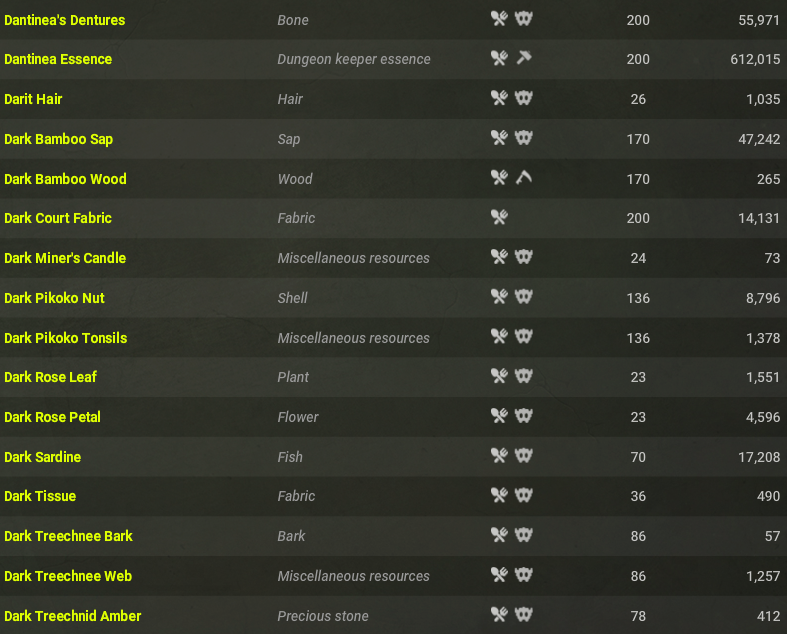 Dantinea's Dentures Bone 200 55,971
Dantinea Essence Dungeon keeper essence 200 612,015
Darit Hair Hair 26 1,035
Dark Bamboo Sap Sap 170 47,242
Dark Bamboo Wood Wood 170 265
Dark Court Fabric Fabric 200 14,131
Dark Miner's Candle Miscellaneous resources 24 73
Dark Pikoko Nut Shell 136 8,796
Dark Pikoko Tonsils Miscellaneous resources 136 1,378
Dark Rose Leaf Plant 23 1,551
Dark Rose Petal Flower 23 4,596
Dark Sardine Fish 70 17,208
Dark Tissue Fabric 36 490
Dark Treechnee Bark Bark 86 57
Dark Treechnee Web Miscellaneous resources 86 1,257
Dark Treechnid Amber Precious stone 78 412